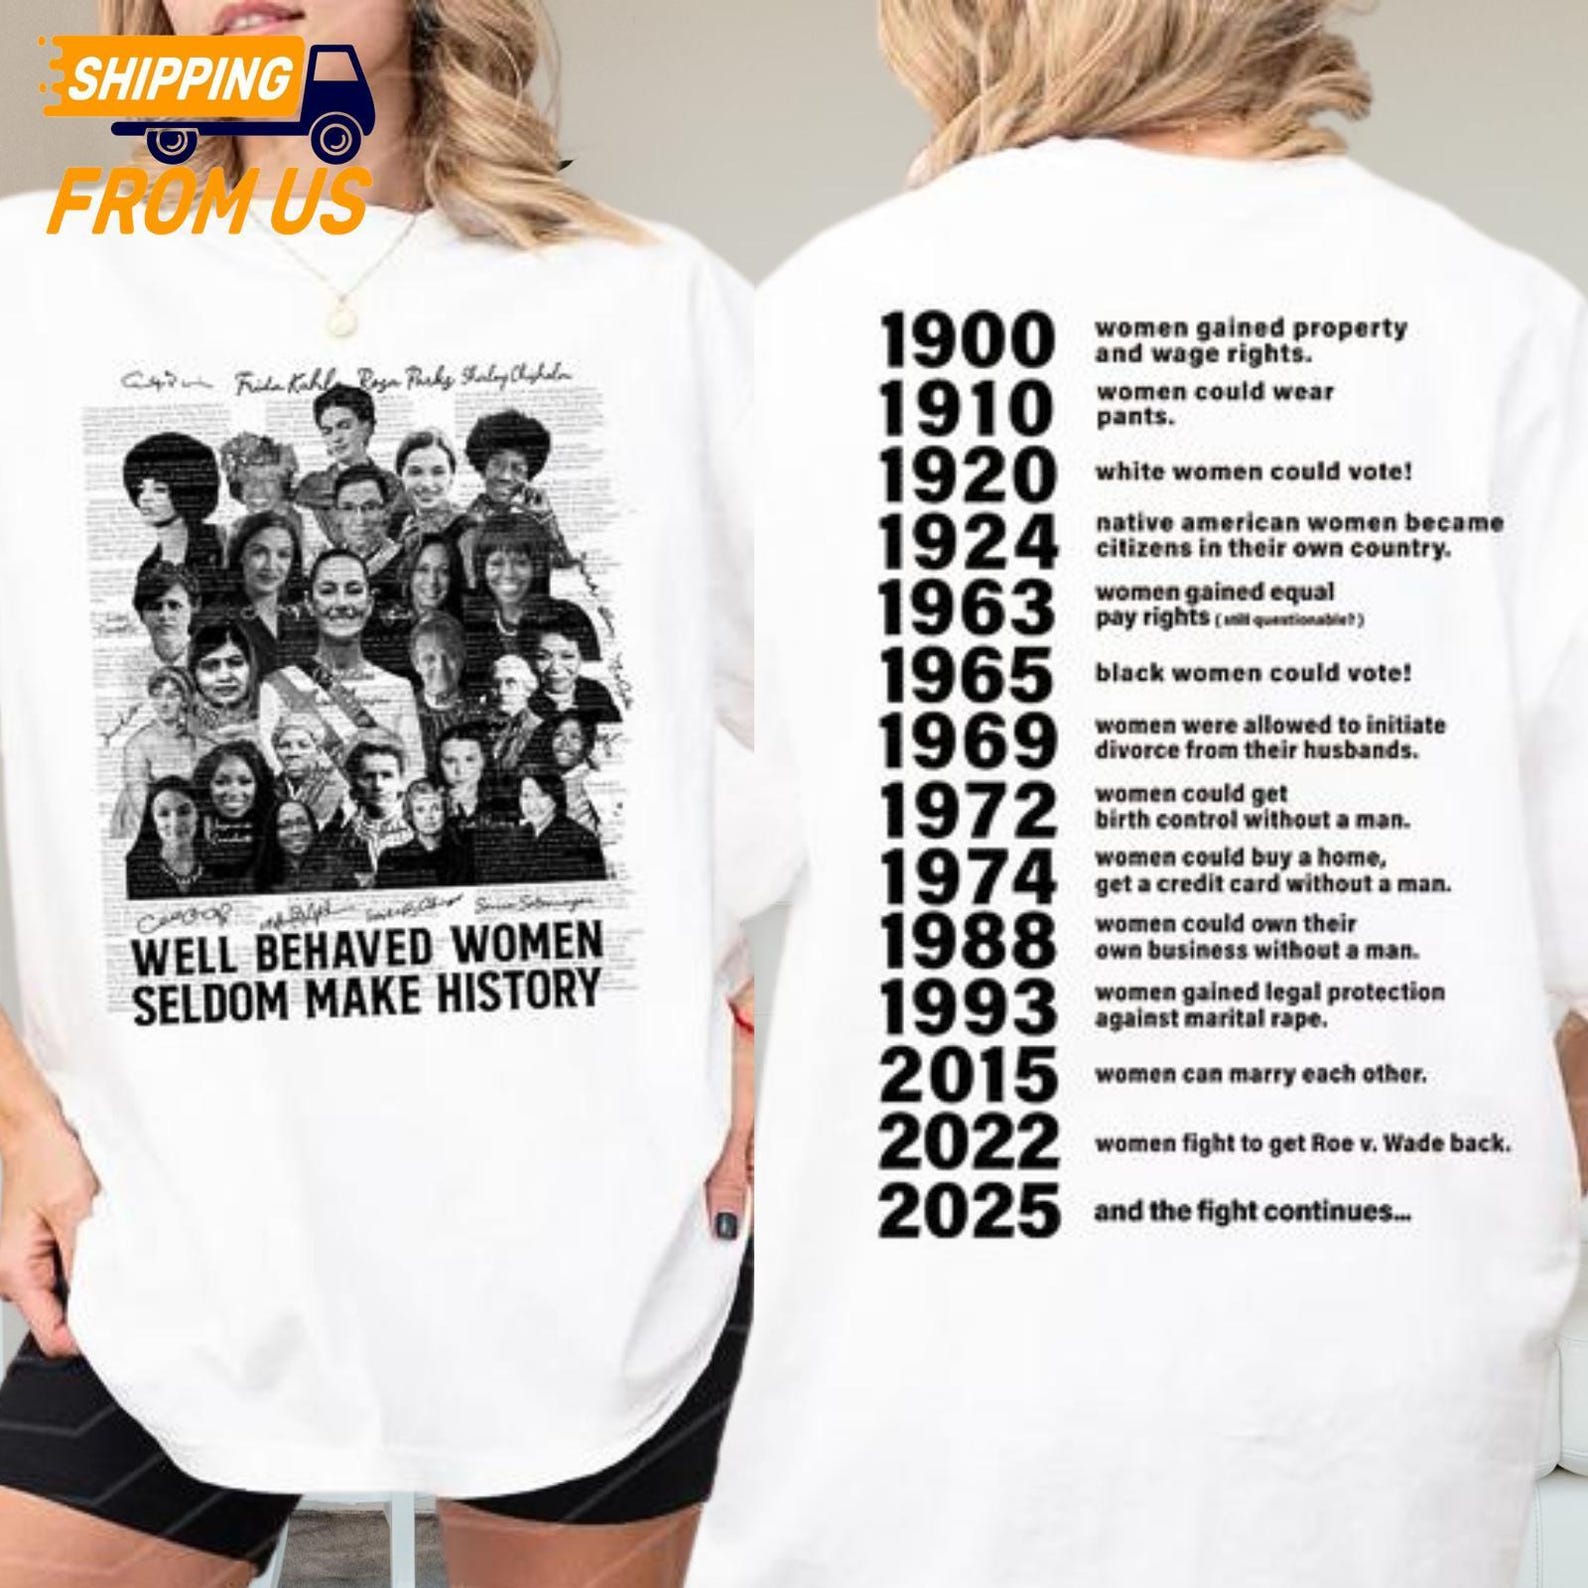 SHIPPING
FROM US
Frida Kahlo Rosa Parks Shirley Chisholm
Sonia Sotomayor
WELL BEHAVED WOMEN
SELDOM MAKE HISTORY
1900 women gained property
and wage rights.
1910 women could wear
pants.
1920 white women could vote!
1924 native american women became
citizens in their own country.
1963 women gained equal
pay rights (still questionable?)
1965 black women could vote!
1969 women were allowed to initiate
divorce from their husbands.
1972 women could get
birth control without a man.
1974 women could buy a home,
get a credit card without a man.
1988 women could own their
own business without a man.
1993 women gained legal protection
against marital rape.
2015 women can marry each other.
2022 women fight to get Roe v. Wade back.
2025 and the fight continues...